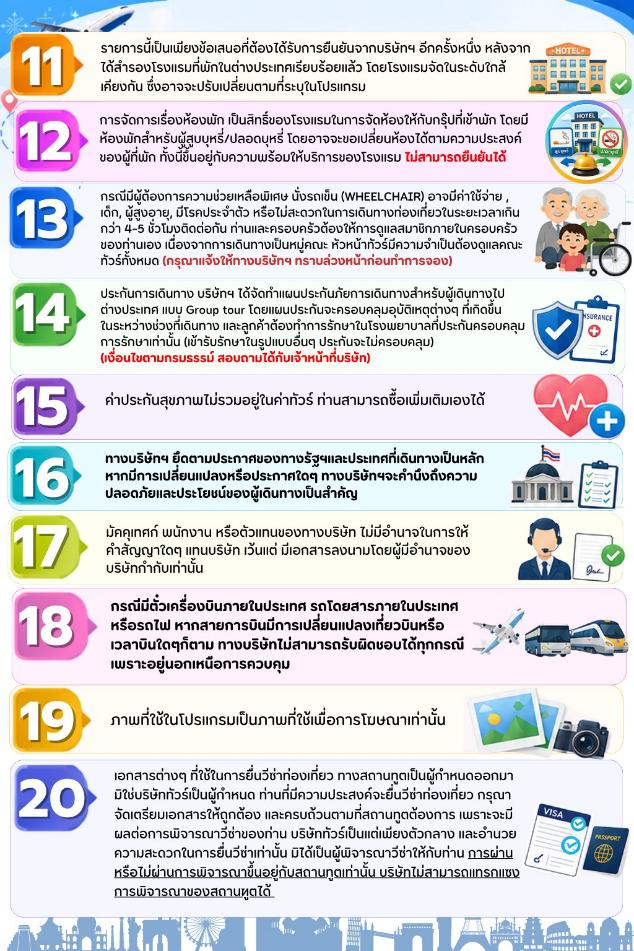 11
รายการนี้เป็นเพียงข้อเสนอที่ต้องได้รับการยืนยันจากบริษัทฯ อีกครั้งหนึ่ง หลังจาก
ได้สำรองโรงแรมที่พักในต่างประเทศเรียบร้อยแล้ว โดยโรงแรมจัดในระดับใกล้
เคียงกัน ซึ่งอาจจะปรับเปลี่ยนตามที่ระบุในโปรแกรม
HOTEL
12
การจัดการเรื่องห้องพัก เป็นสิทธิ์ของโรงแรมในการจัดห้องให้กับกรุ๊ปที่เข้าพัก โดยมี
ห้องพักสำหรับผู้สูบบุหรี่/ปลอดบุหรี่ โดยอาจจะขอเปลี่ยนห้องได้ตามความประสงค์
ของผู้ที่พัก ทั้งนี้ขึ้นอยู่กับความพร้อมให้บริการของโรงแรม ไม่สามารถยืนยันได้
HOTEL
13
กรณีมีผู้ต้องการความช่วยเหลือพิเศษ นั่งรถเข็น (WHEELCHAIR) อาจมีค่าใช้จ่าย ,
เด็ก, ผู้สูงอายุ, มีโรคประจำตัว หรือไม่สะดวกในการเดินทางท่องเที่ยวในระยะเวลาเกิน
กว่า 4-5 ชั่วโมงติดต่อกัน ท่านและครอบครัวต้องให้การดูแลสมาชิกภายในครอบครัว
ของท่านเอง เนื่องจากการเดินทางเป็นหมู่คณะ หัวหน้าทัวร์มีความจำเป็นต้องดูแลคณะ
ทัวร์ทั้งหมด (กรุณาแจ้งให้ทางบริษัทฯ ทราบล่วงหน้าก่อนทำการจอง)
14
ประกันการเดินทาง บริษัทฯ ได้จัดทำแผนประกันภัยการเดินทางสำหรับผู้เดินทางไป
ต่างประเทศ แบบ Group tour โดยแผนประกันจะครอบคลุมอุบัติเหตุต่างๆ ที่เกิดขึ้น
ในระหว่างช่วงที่เดินทาง และลูกค้าต้องทำการรักษาในโรงพยาบาลที่ประกันครอบคลุม
การรักษาเท่านั้น (เข้ารับรักษาในรูปแบบอื่นๆ ประกันจะไม่ครอบคลุม)
(เงื่อนไขตามกรมธรรม์ สอบถามได้กับเจ้าหน้าที่บริษัท)
SURANCE
15
ค่าประกันสุขภาพไม่รวมอยู่ในค่าทัวร์ ท่านสามารถซื้อเพิ่มเติมเองได้
16
ทางบริษัทฯ ยึดตามประกาศของทางรัฐฯและประเทศที่เดินทางเป็นหลัก
หากมีการเปลี่ยนแปลงหรือประกาศใดๆ ทางบริษัทฯจะคำนึงถึงความ
ปลอดภัยและประโยชน์ของผู้เดินทางเป็นสำคัญ
17
มัคคุเทศก์ พนักงาน หรือตัวแทนของทางบริษัท ไม่มีอำนาจในการให้
คำสัญญาใดๆ แทนบริษัท เว้นแต่ มีเอกสารลงนามโดยผู้มีอำนาจของ
บริษัทกำกับเท่านั้น
18
กรณีมีตั๋วเครื่องบินภายในประเทศ รถโดยสารภายในประเทศ
หรือรถไฟ หากสายการบินมีการเปลี่ยนแปลงเที่ยวบินหรือ
เวลาบินใดๆก็ตาม ทางบริษัทไม่สามารถรับผิดชอบได้ทุกกรณี
เพราะอยู่นอกเหนือการควบคุม
19
ภาพที่ใช้ในโปรแกรมเป็นภาพที่ใช้เพื่อการโฆษณาเท่านั้น
20
เอกสารต่างๆ ที่ใช้ในการยื่นวีซ่าท่องเที่ยว ทางสถานทูตเป็นผู้กำหนดออกมา
มิใช่บริษัททัวร์เป็นผู้กำหนด ท่านที่มีความประสงค์จะยื่นวีซ่าท่องเที่ยว กรุณา
จัดเตรียมเอกสารให้ถูกต้อง และครบถ้วนตามที่สถานทูตต้องการ เพราะจะมี
ผลต่อการพิจารณาวีซ่าของท่าน บริษัททัวร์เป็นแต่เพียงตัวกลาง และอำนวย
ความสะดวกในการยื่นวีซ่าเท่านั้น มิได้เป็นผู้พิจารณาวีซ่าให้กับท่าน การผ่าน
หรือไม่ผ่านการพิจารณาขึ้นอยู่กับสถานทูตเท่านั้น บริษัทไม่สามารถแทรกแซง
การพิจารณาของสถานทูตได้
VISA
PASSPORT